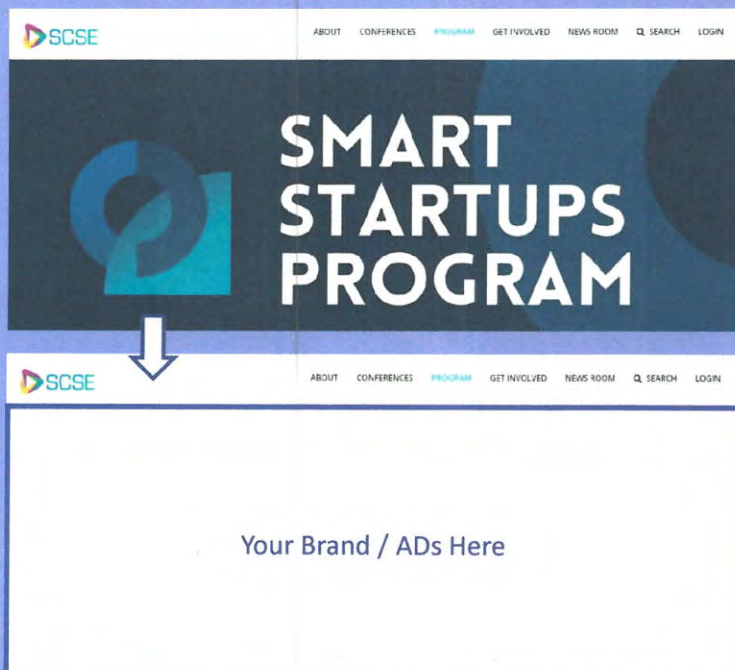 SCSE
ABOUT CONFERENCES PROGRAM GET INVOLVED NEWS ROOM SEARCH LOGIN
SMART
STARTUPS
PROGRAM
SCSE
ABOUT CONFERENCES PROGRAM GET INVOLVED NEWS ROOM SEARCH LOGIN
Your Brand / ADs Here